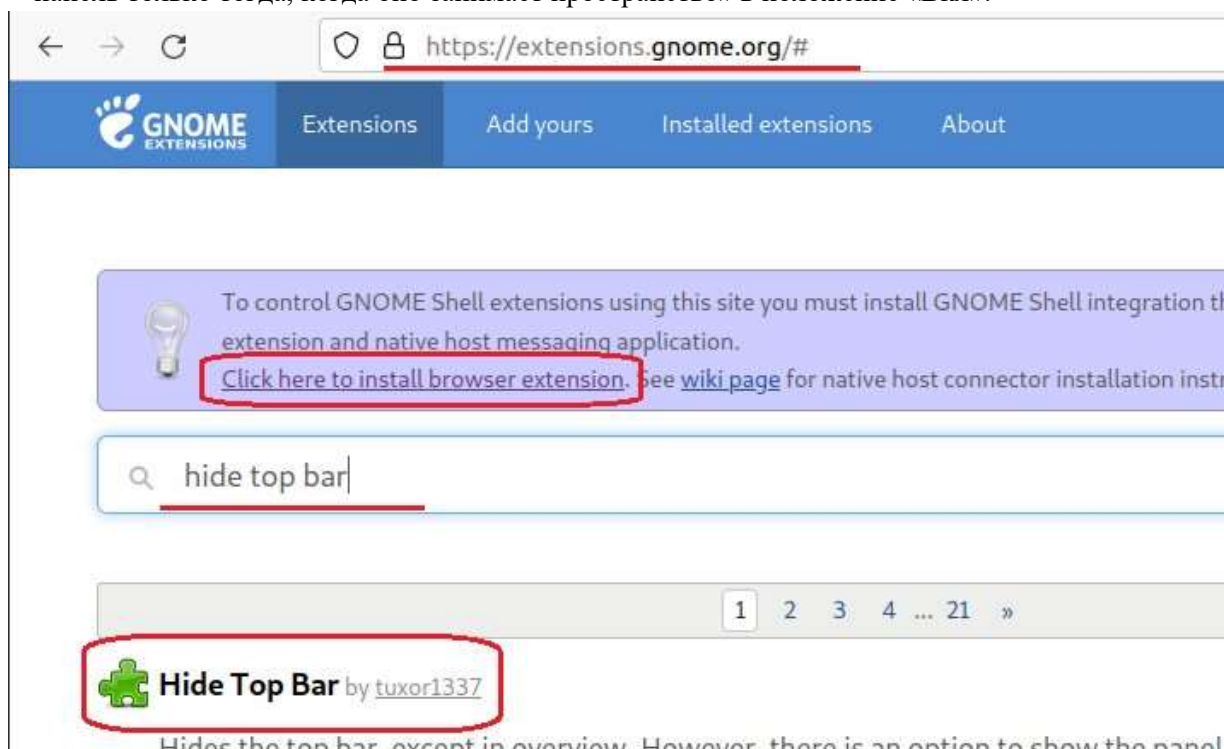 https://extensions.gnome.org/#
GNOME
EXTENSIONS
Extensions Add yours Installed extensions About
To control GNOME Shell extensions using this site you must install GNOME Shell integration
extension and native host messaging application.
Click here to install browser extension. See wiki page for native host connector installation
hide top bar
1 2 3 4 ... 21 »
Hide Top Bar by tuxor1337
Hides the top bar, except in overview. However, there is an option to show the panel